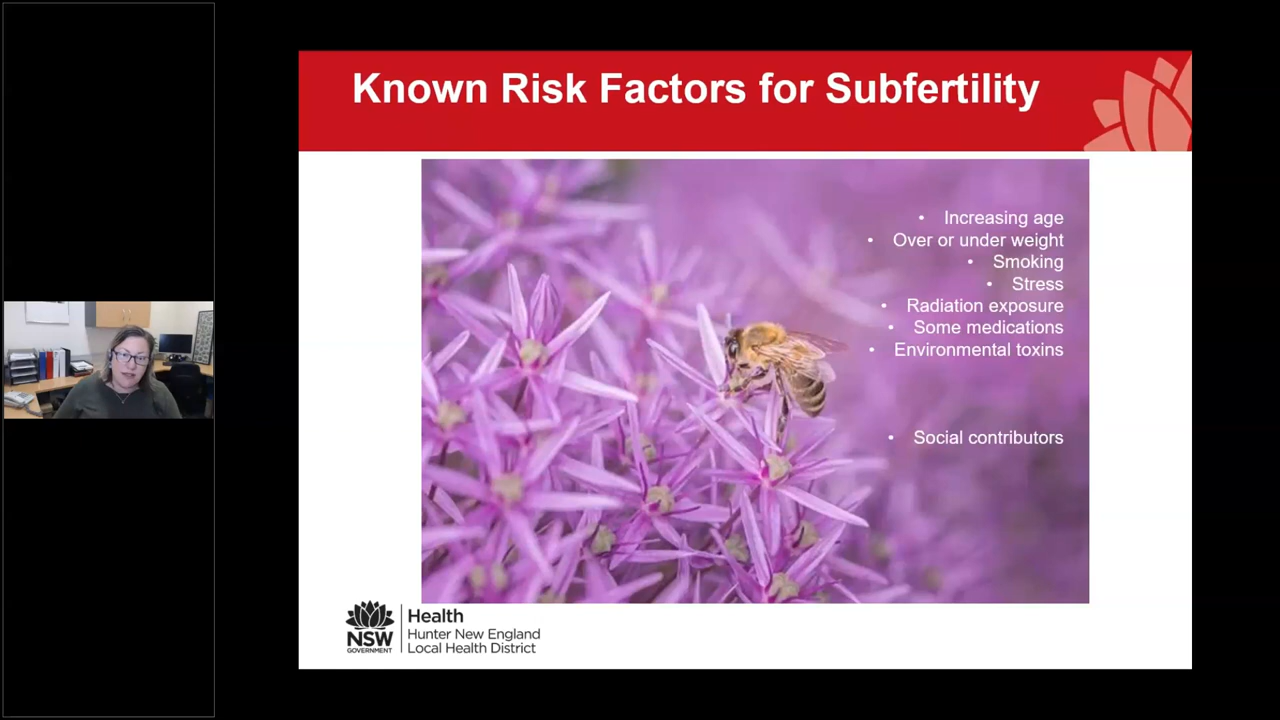 Known Risk Factors for Subfertility
• Increasing age
• Over or under weight
• Smoking
• Stress
• Radiation exposure
• Some medications
• Environmental toxins
• Social contributors
NSW
GOVERNMENT
Health
Hunter New England
Local Health District